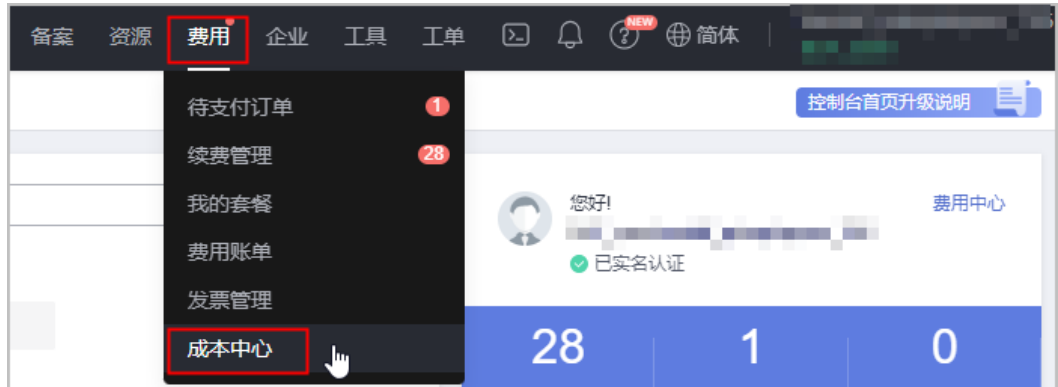 备案 资源 费用 企业 工具 工单 NEW 简体
待支付订单 1
控制台首页升级说明
续费管理 28
我的套餐
您好!
费用中心
费用账单
已实名认证
发票管理
成本中心
28 1 0